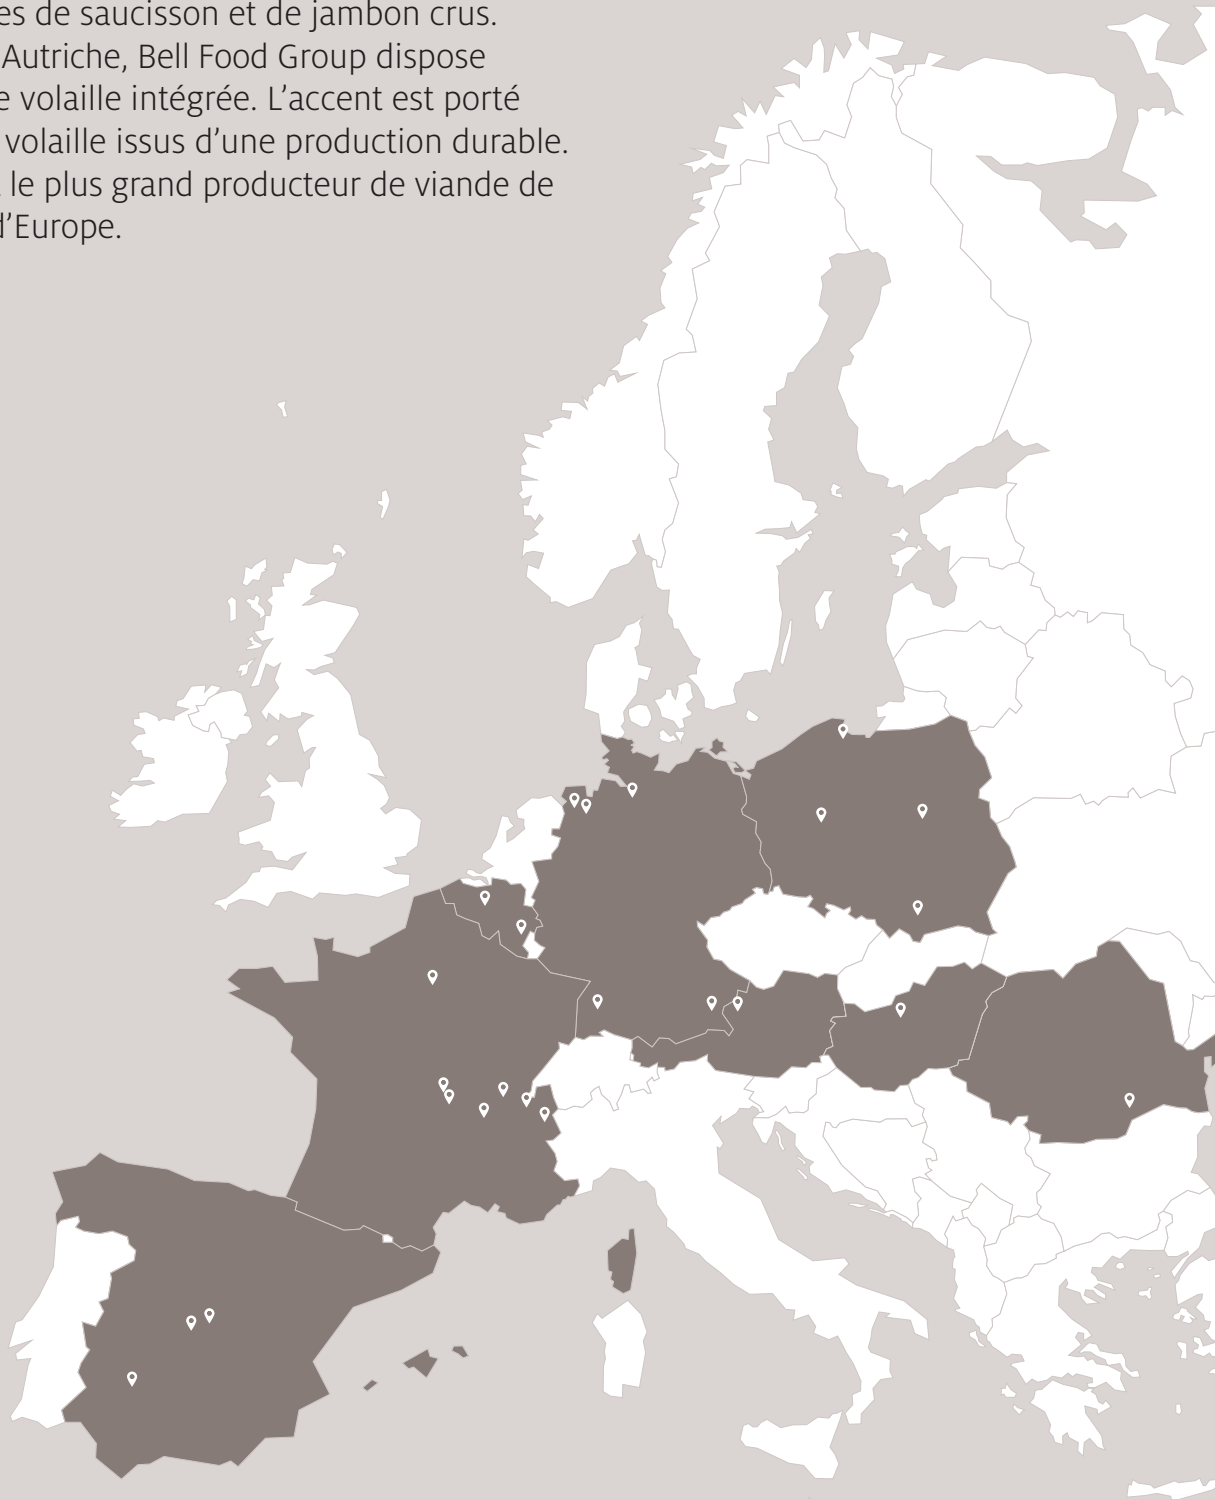 es de saucisson et de jambon crus.
Autriche, Bell Food Group dispose
e volaille intégrée. L’accent est porté
volaille issus d’une production durable.
le plus grand producteur de viande de
d’Europe.